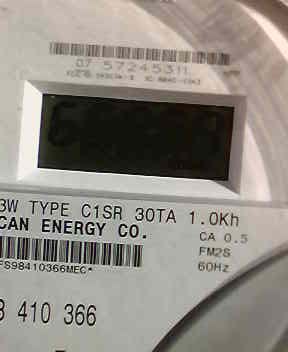 07 57245311
3W TYPE C1SR 30TA 1.0Kh
CAN ENERGY CO.
CA 0.5
FM2S
60Hz
FS98410366MEC*
8 410 366